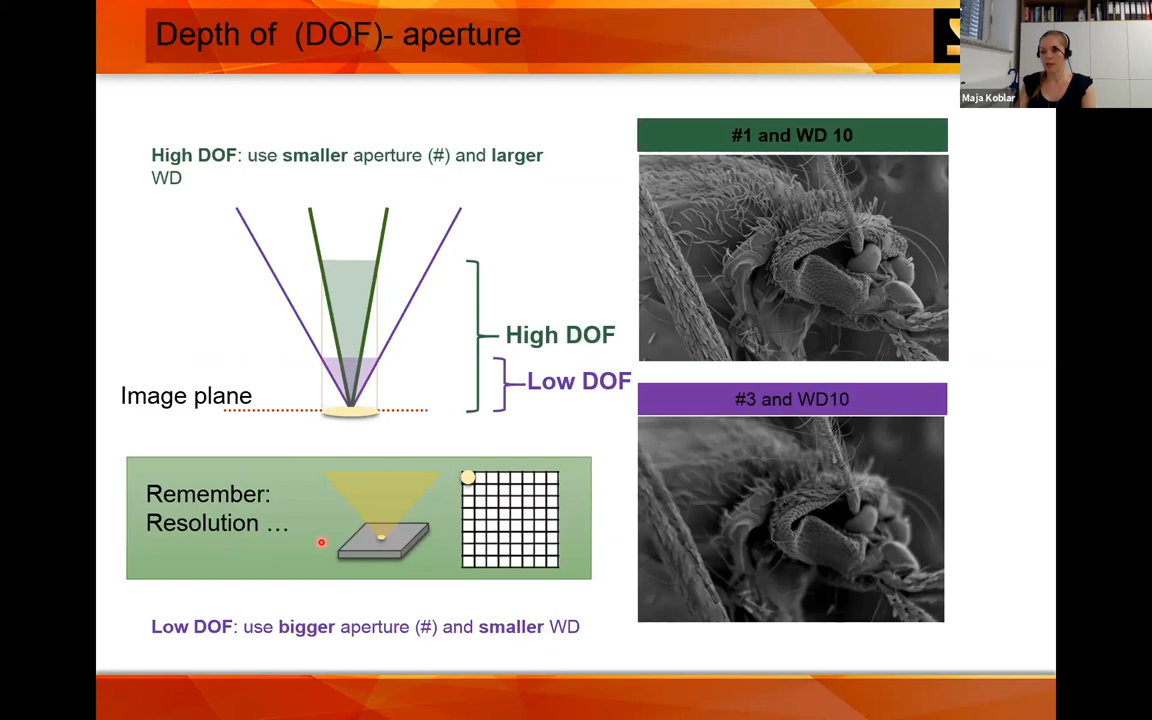 Depth of (DOF)- aperture
Maja Koblar
High DOF: use smaller aperture (#) and larger
WD
High DOF
Low DOF
Image plane
Remember:
Resolution …
Low DOF: use bigger aperture (#) and smaller WD
#1 and WD 10
#3 and WD10